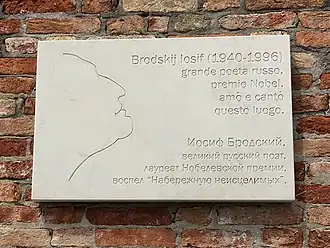 Brodskij Iosif (1940-1996)
grande poeta russo,
premio Nobel,
amò e cantò
questo luogo.
Иосиф Бродский,
великий русский поэт,
лауреат Нобелевской премии,
воспел "Набережную неисцелимых".